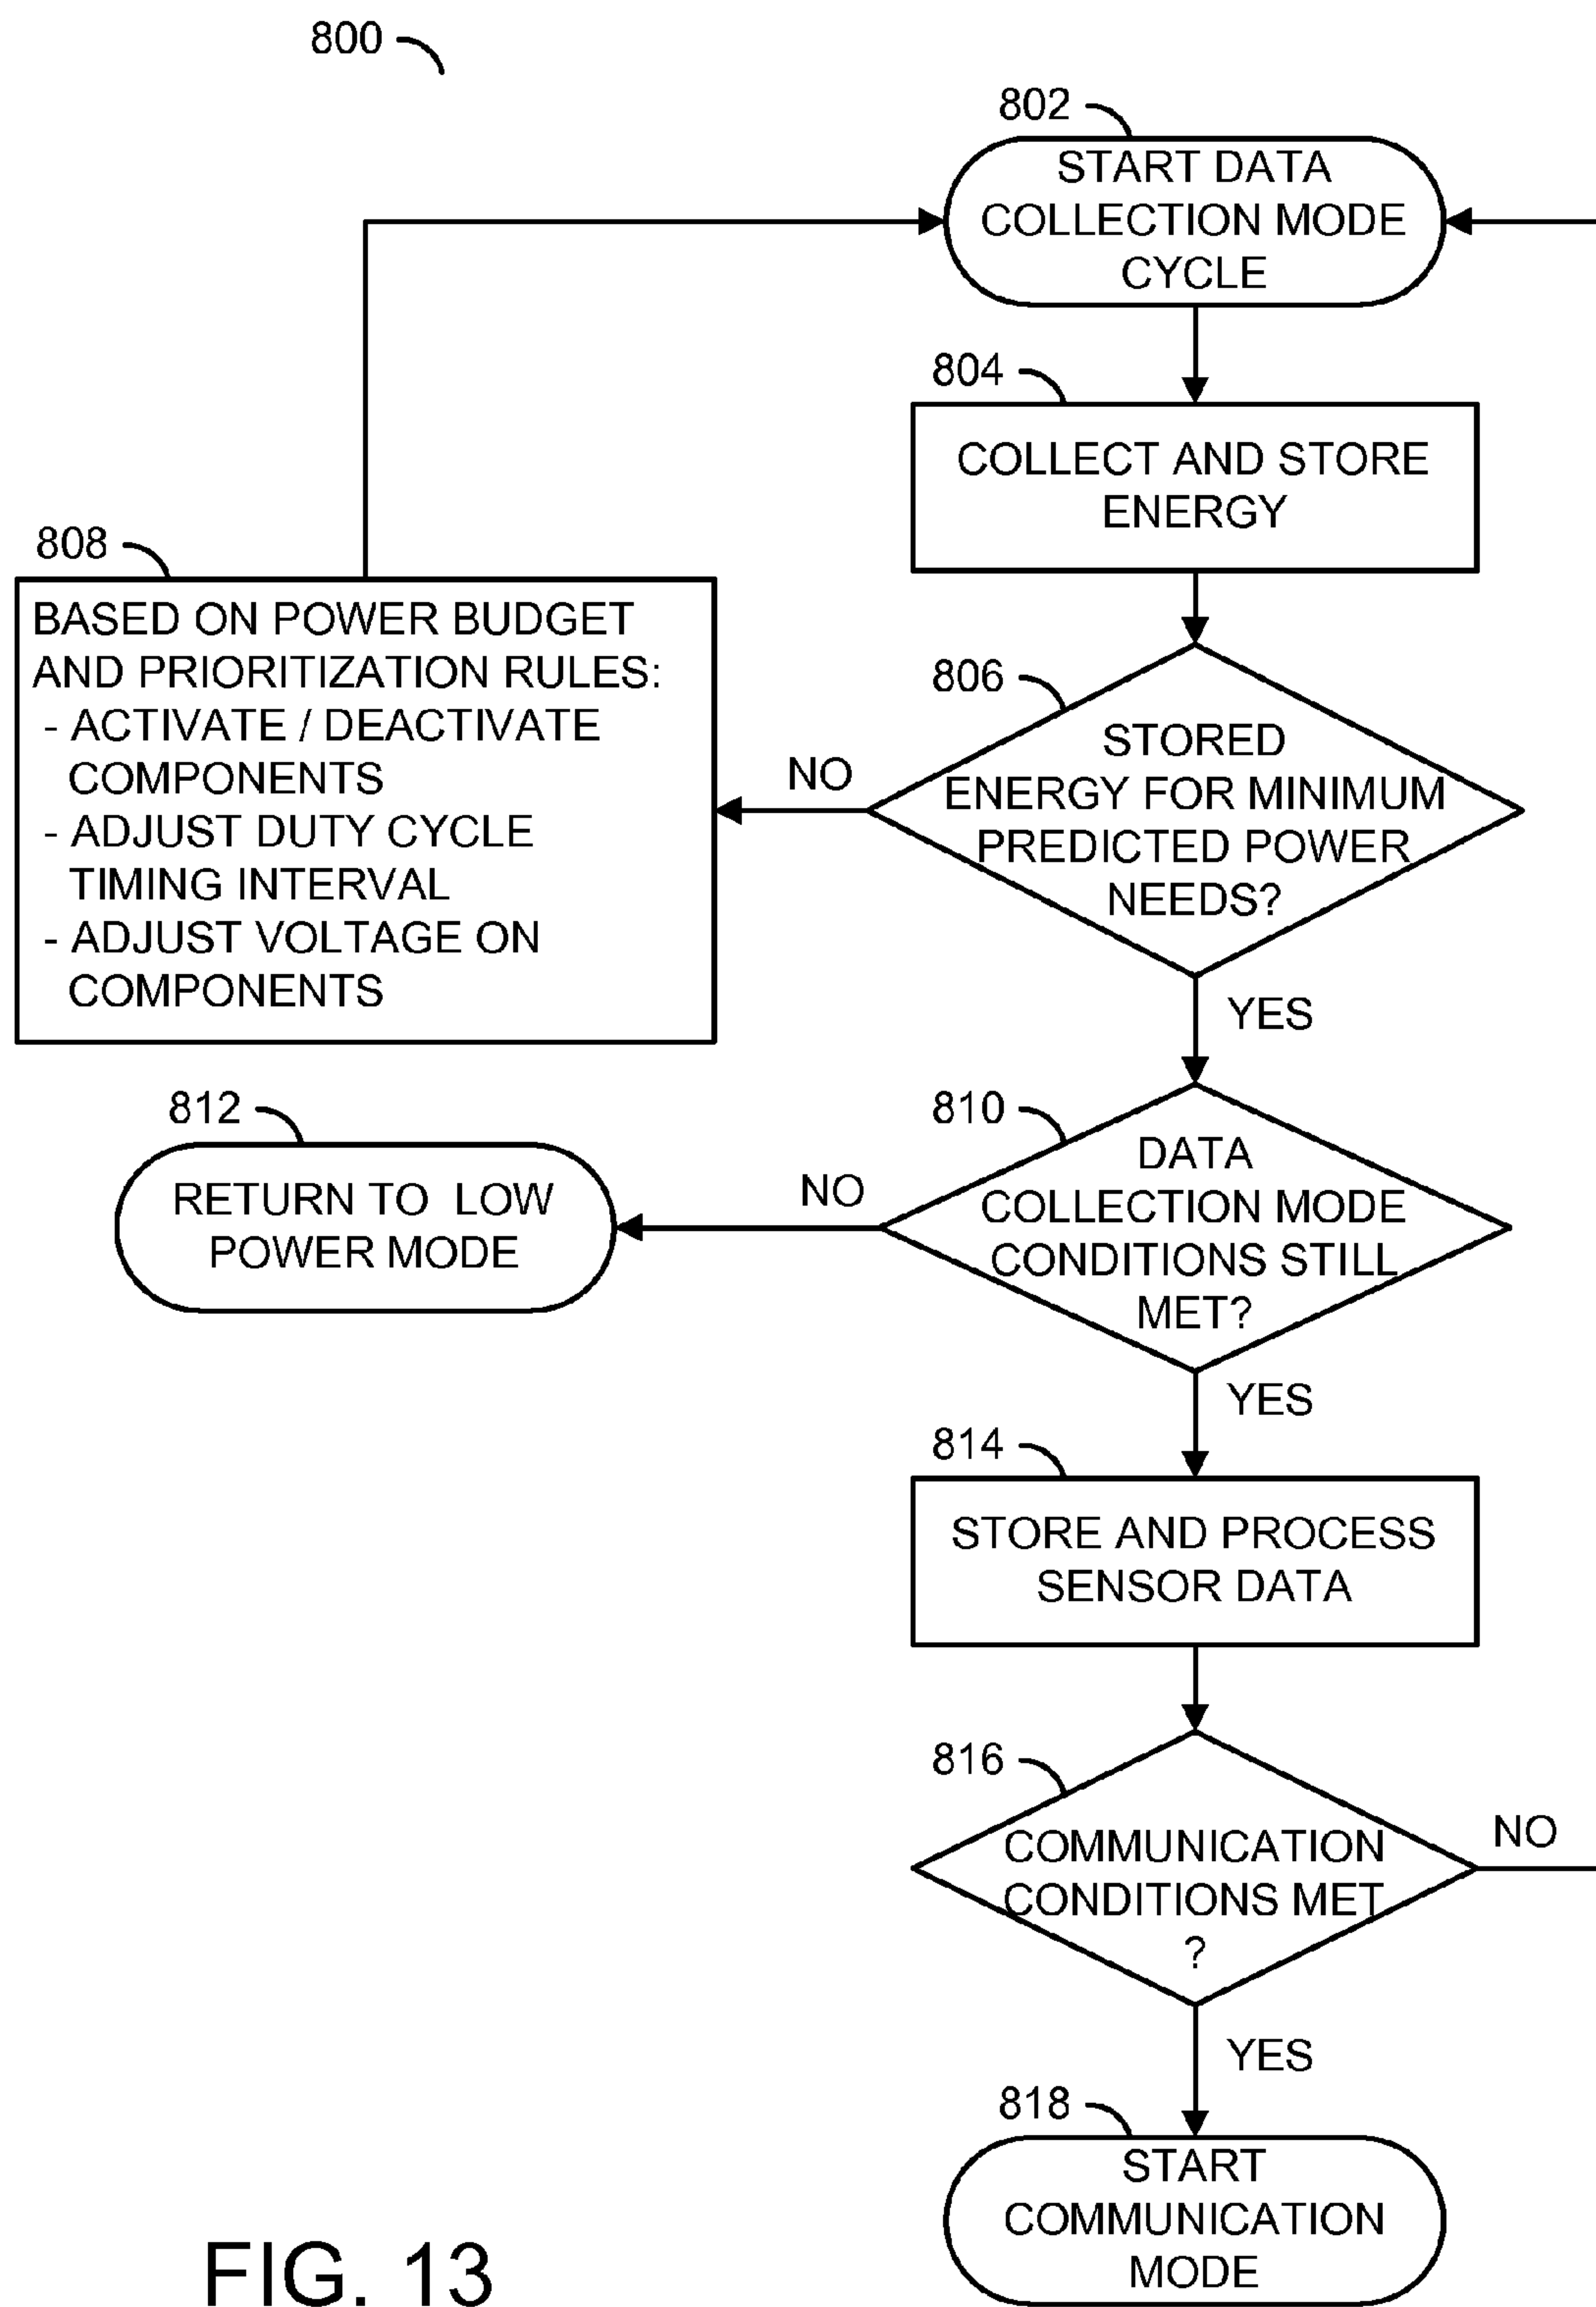 800
802
START DATA
COLLECTION MODE
CYCLE
804
COLLECT AND STORE
ENERGY
808
BASED ON POWER BUDGET
AND PRIORITIZATION RULES:
- ACTIVATE / DEACTIVATE
COMPONENTS
- ADJUST DUTY CYCLE
TIMING INTERVAL
- ADJUST VOLTAGE ON
COMPONENTS
806
STORED
ENERGY FOR MINIMUM
PREDICTED POWER
NEEDS?
NO
YES
812
RETURN TO LOW
POWER MODE
810
DATA
COLLECTION MODE
CONDITIONS STILL
MET?
NO
YES
814
STORE AND PROCESS
SENSOR DATA
816
COMMUNICATION
CONDITIONS MET
?
NO
YES
818
START
COMMUNICATION
MODE
FIG. 13